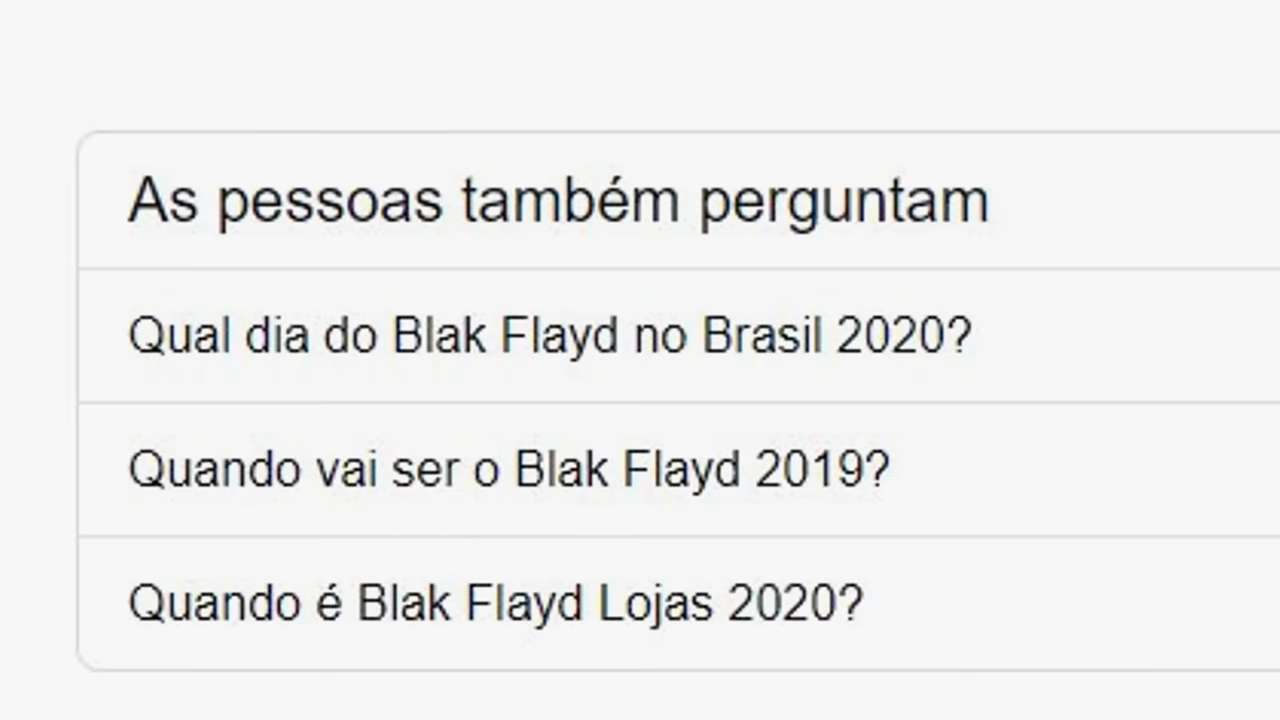 As pessoas também perguntam
Qual dia do Blak Flayd no Brasil 2020?
Quando vai ser o Blak Flayd 2019?
Quando é Blak Flayd Lojas 2020?